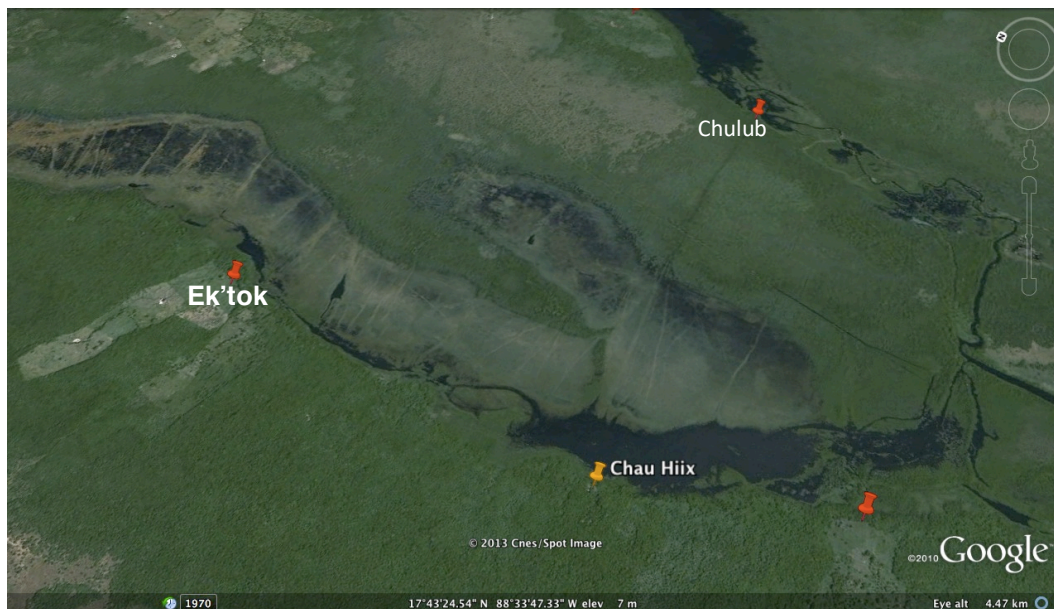 N
Chulub
Ek'tok
Chau Hiix
© 2013 Cnes/Spot Image
©2010 Google
1970
17°43'24.54" N 88°33'47.33" W elev 7 m
Eye alt 4.47 km